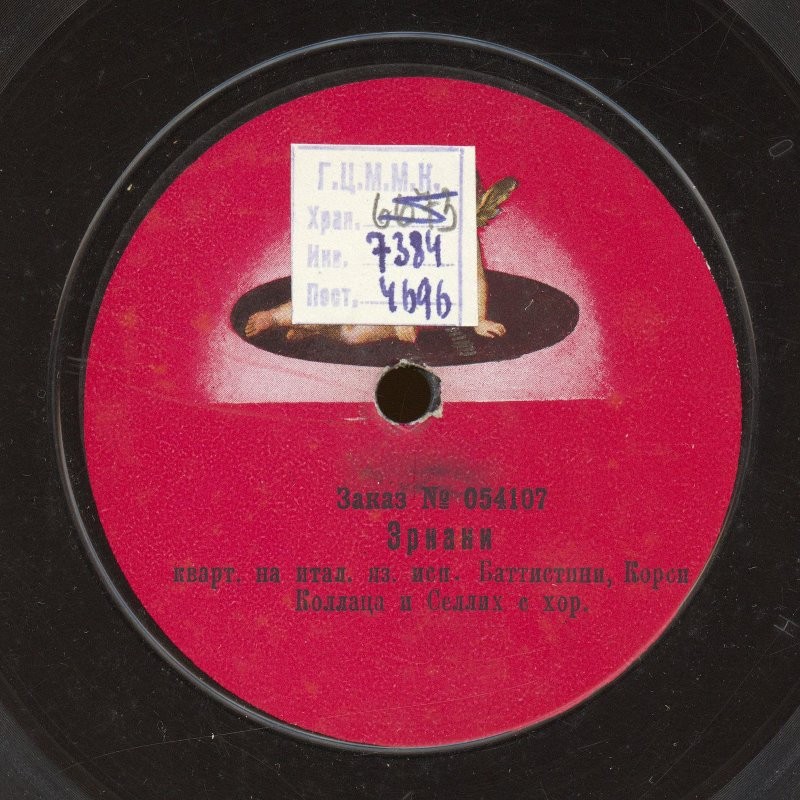 Г.Ц.М.М.К.
Хран.
Инв. 7384
Пост. 4696
Заказ № 054107
Эрнани
кварт. на итал. яз. исп. Баттистини, Корси
Коллаца и Селлих с хор.